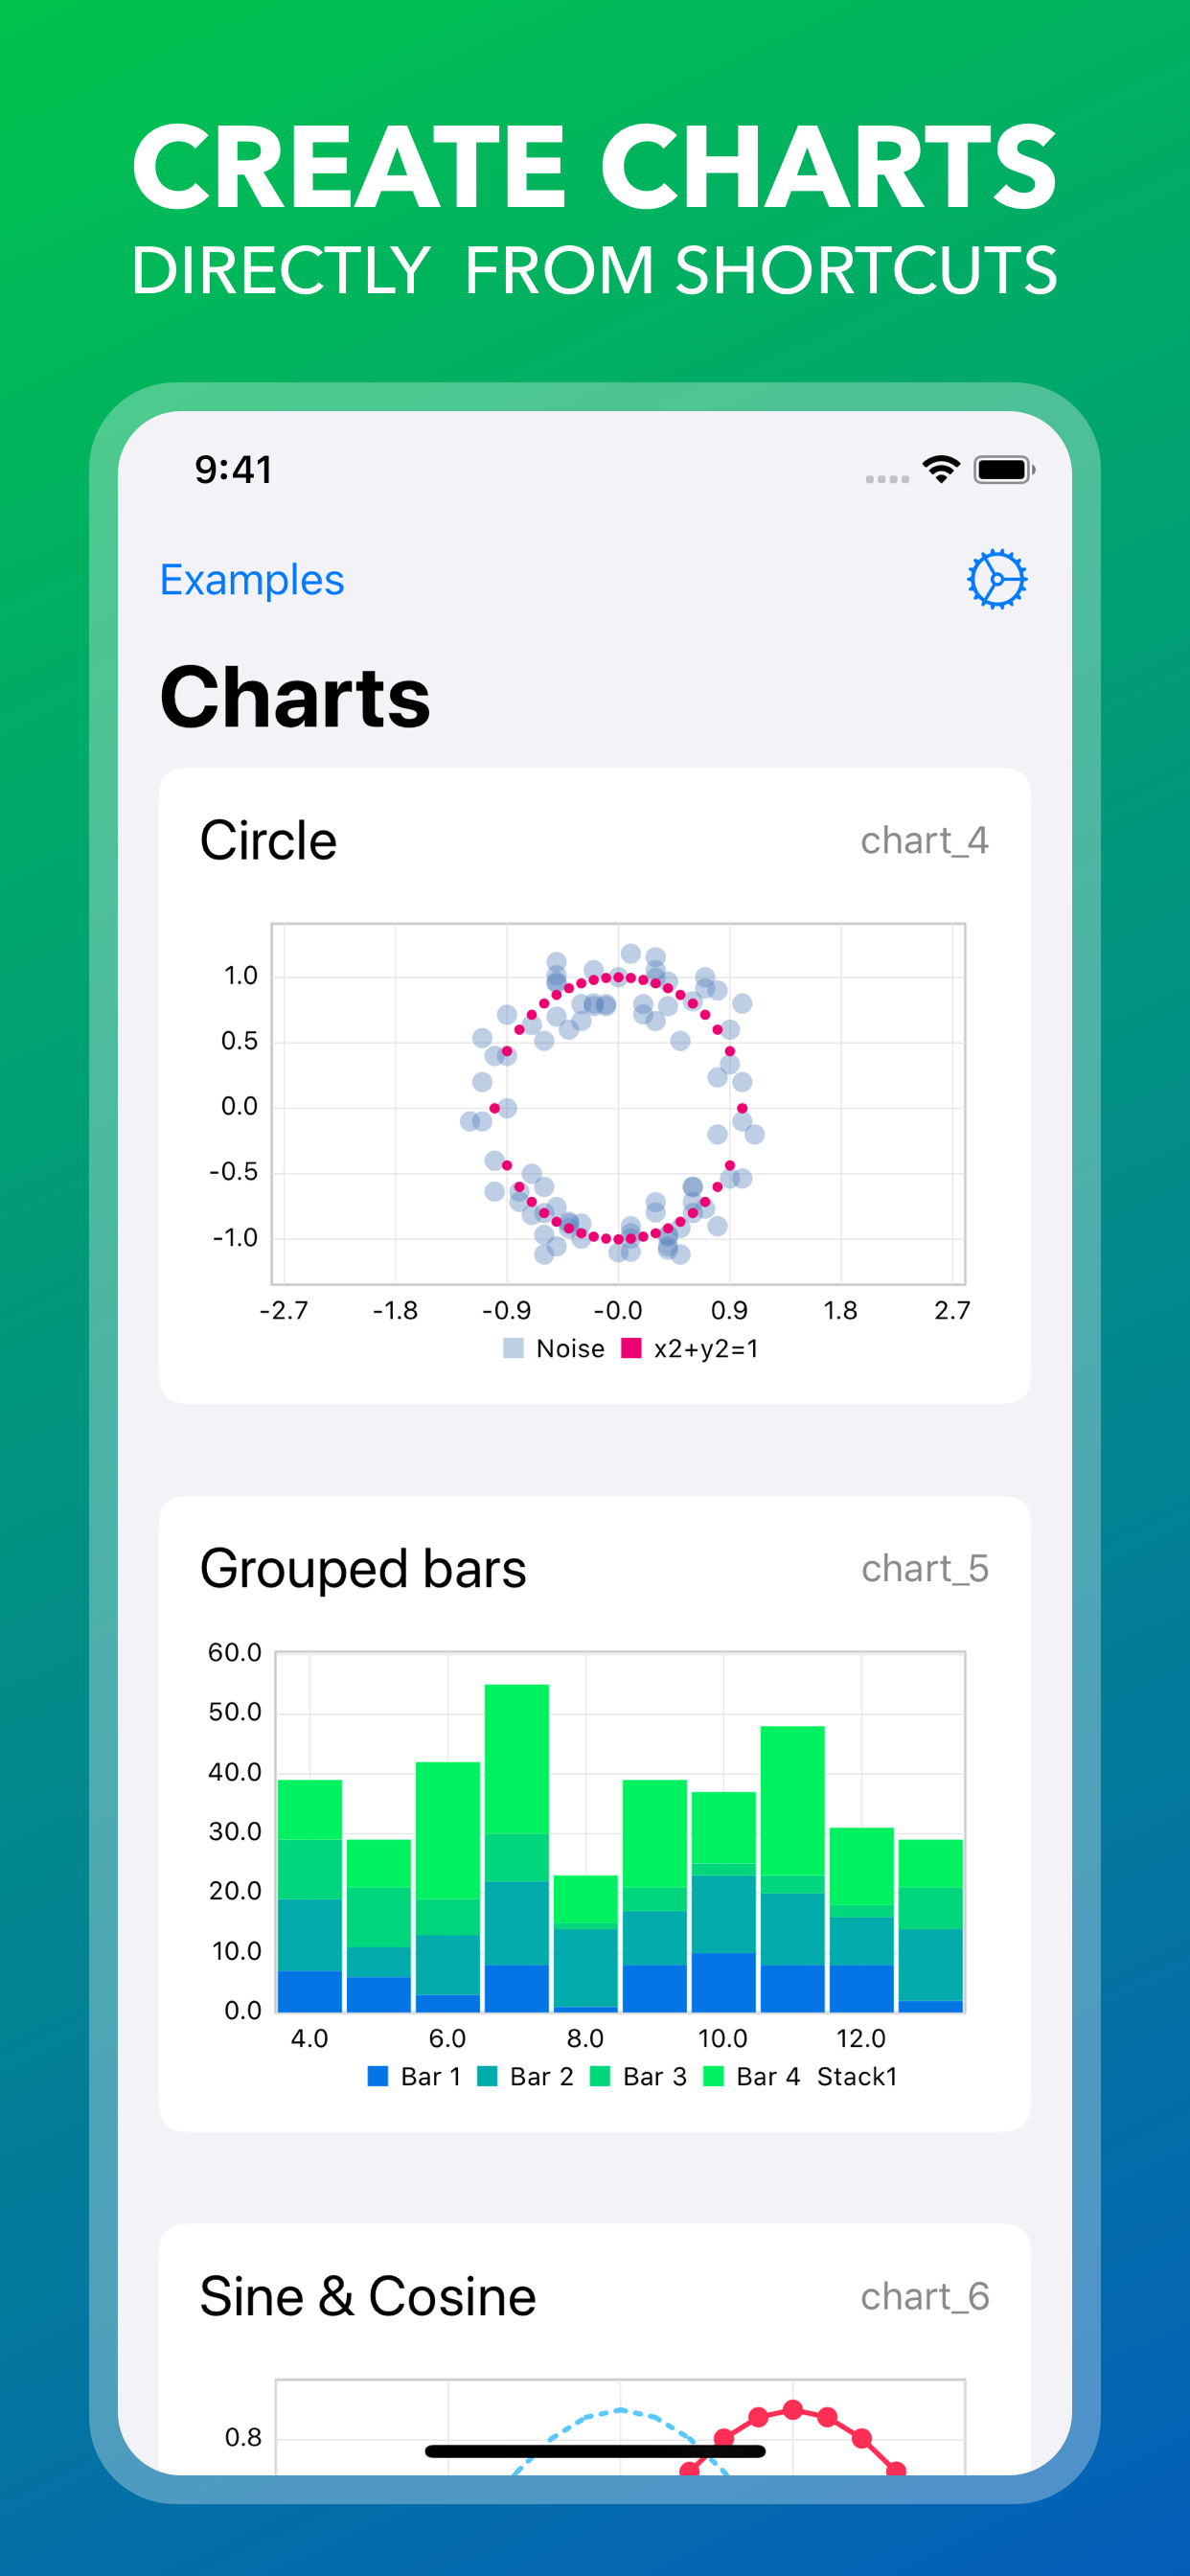 CREATE CHARTS
DIRECTLY FROM SHORTCUTS
9:41
Examples
Charts
Circle chart_4
1.0
0.5
0.0
-0.5
-1.0
-2.7 -1.8 -0.9 -0.0 0.9 1.8 2.7
Noise x2+y2=1
Grouped bars chart_5
60.0
50.0
40.0
30.0
20.0
10.0
0.0
4.0 6.0 8.0 10.0 12.0
Bar 1 Bar 2 Bar 3 Bar 4 Stack1
Sine & Cosine chart_6
0.8